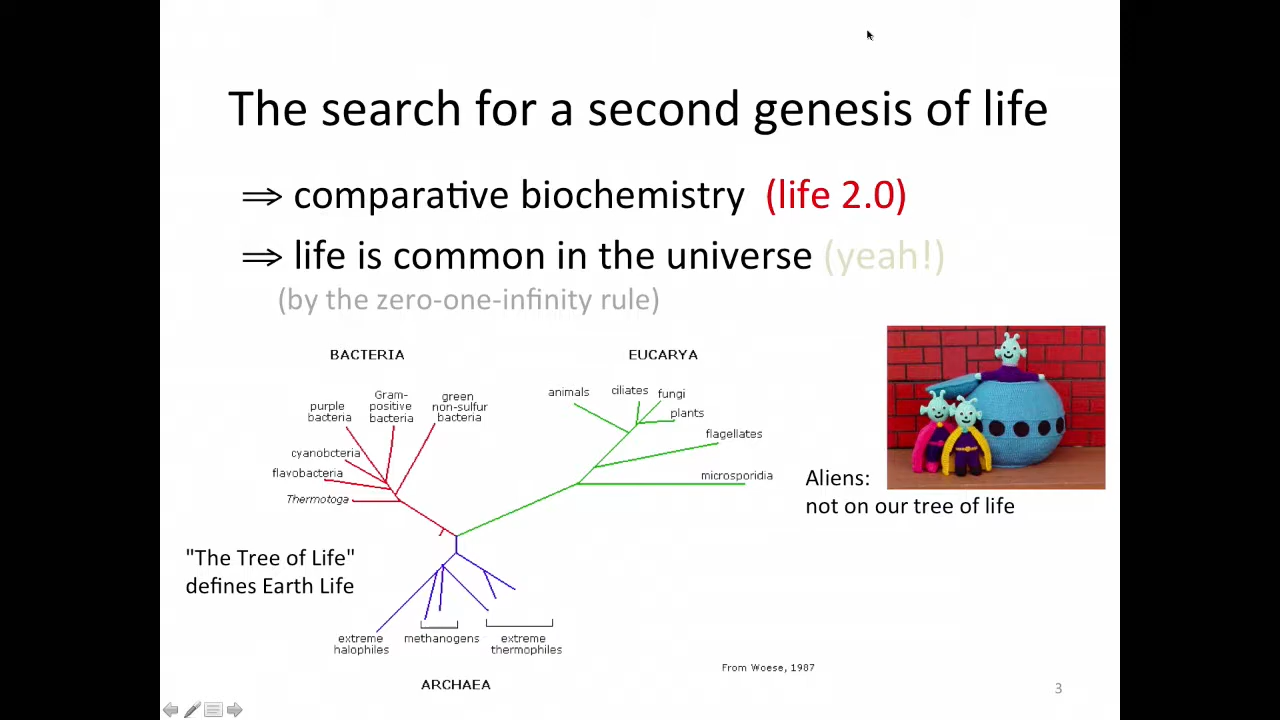 The search for a second genesis of life
⇒ comparative biochemistry (life 2.0)
⇒ life is common in the universe (yeah!)
(by the zero-one-infinity rule)
BACTERIA
purple
bacteria
Gram-
positive
bacteria
green
non-sulfur
bacteria
cyanobcteria
flavobacteria
Thermotoga
EUCARYA
animals
ciliates
fungi
plants
flagellates
microsporidia
Aliens:
not on our tree of life
"The Tree of Life"
defines Earth Life
extreme
halophiles
methanogens
extreme
thermophiles
ARCHAEA
From Woese, 1987
3